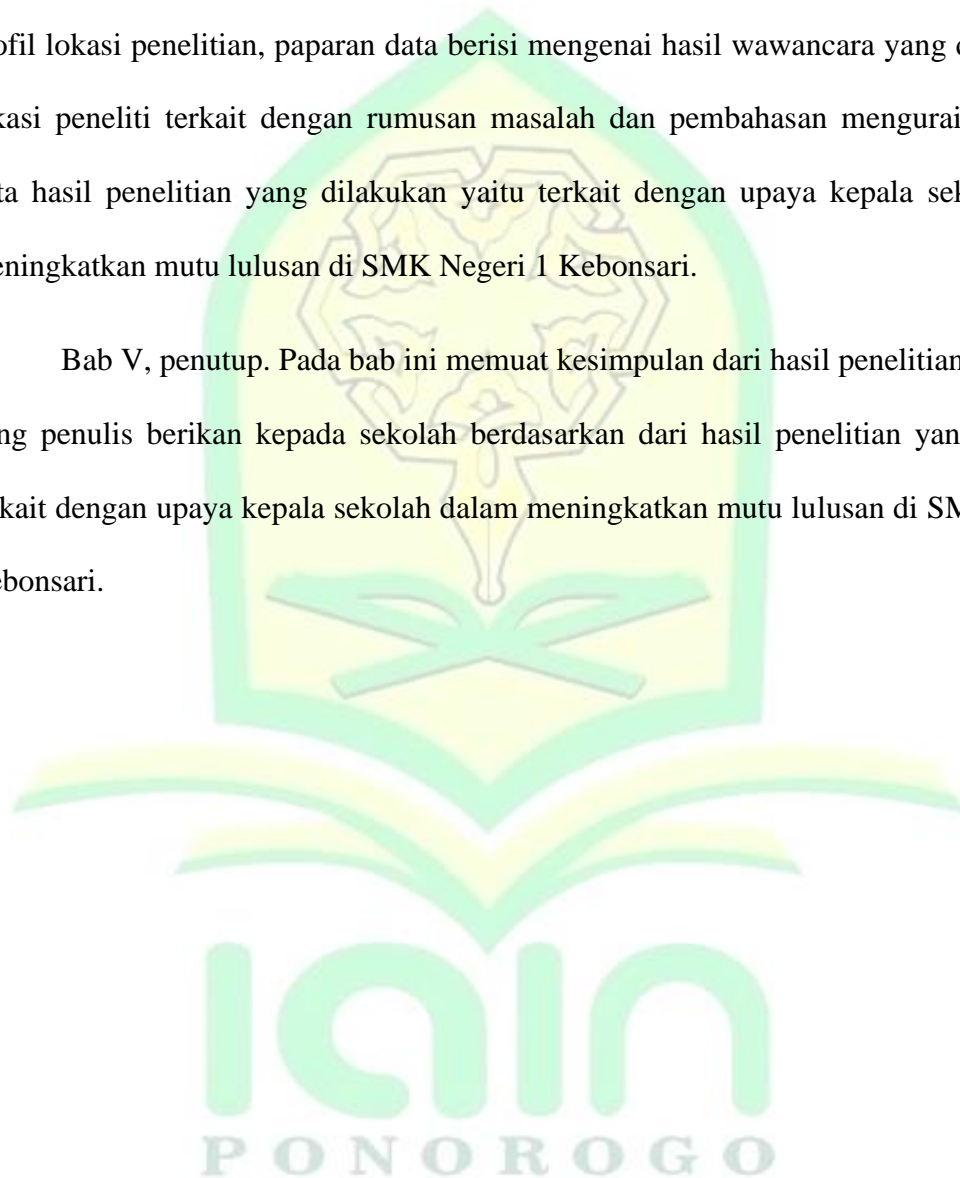 ofil lokasi penelitian, paparan data berisi mengenai hasil wawancara yang
kasi peneliti terkait dengan rumusan masalah dan pembahasan mengurai
ta hasil penelitian yang dilakukan yaitu terkait dengan upaya kepala sek
eningkatkan mutu lulusan di SMK Negeri 1 Kebonsari.
Bab V, penutup. Pada bab ini memuat kesimpulan dari hasil penelitian
ng penulis berikan kepada sekolah berdasarkan dari hasil penelitian yan
kait dengan upaya kepala sekolah dalam meningkatkan mutu lulusan di SM
ebonsari.
iain
PONOROGO